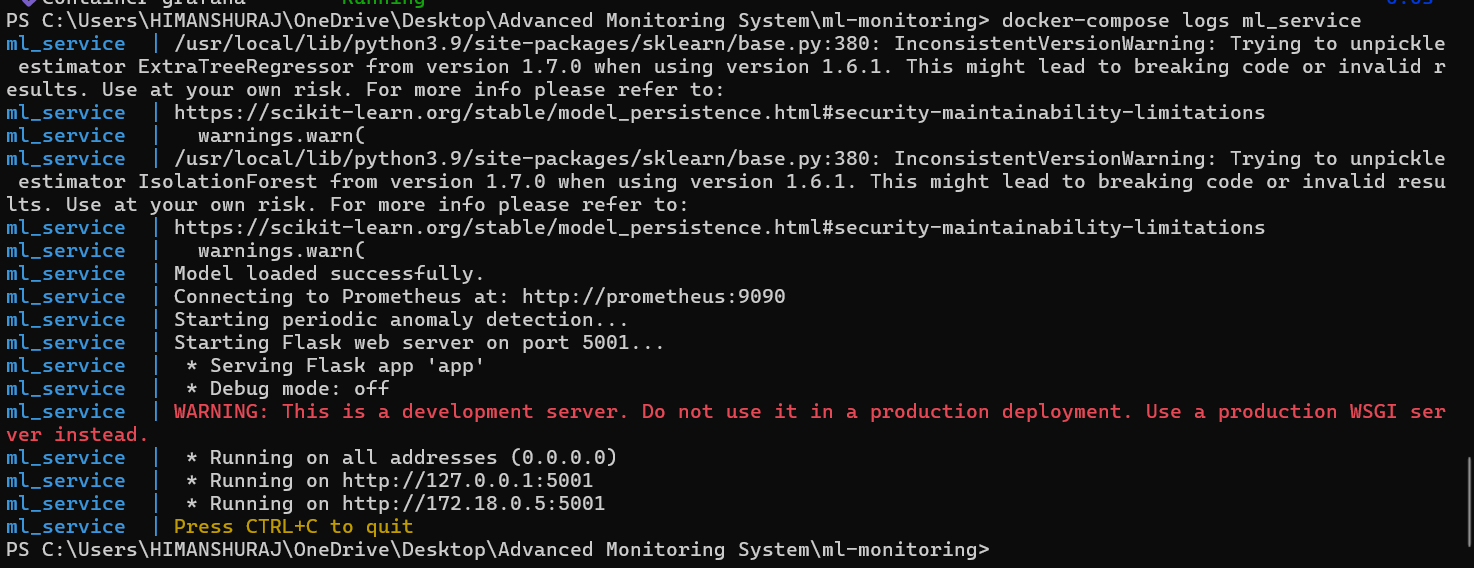 Container grafana Running 0.0s
PS C:\Users\HIMANSHURAJ\OneDrive\Desktop\Advanced Monitoring System\ml-monitoring> docker-compose logs ml_service
ml_service | /usr/local/lib/python3.9/site-packages/sklearn/base.py:380: InconsistentVersionWarning: Trying to unpickle
estimator ExtraTreeRegressor from version 1.7.0 when using version 1.6.1. This might lead to breaking code or invalid r
esults. Use at your own risk. For more info please refer to:
ml_service | https://scikit-learn.org/stable/model_persistence.html#security-maintainability-limitations
ml_service |   warnings.warn(
ml_service | /usr/local/lib/python3.9/site-packages/sklearn/base.py:380: InconsistentVersionWarning: Trying to unpickle
estimator IsolationForest from version 1.7.0 when using version 1.6.1. This might lead to breaking code or invalid resu
lts. Use at your own risk. For more info please refer to:
ml_service | https://scikit-learn.org/stable/model_persistence.html#security-maintainability-limitations
ml_service |   warnings.warn(
ml_service | Model loaded successfully.
ml_service | Connecting to Prometheus at: http://prometheus:9090
ml_service | Starting periodic anomaly detection...
ml_service | Starting Flask web server on port 5001...
ml_service |  * Serving Flask app 'app'
ml_service |  * Debug mode: off
ml_service | WARNING: This is a development server. Do not use it in a production deployment. Use a production WSGI ser
ver instead.
ml_service |  * Running on all addresses (0.0.0.0)
ml_service |  * Running on http://127.0.0.1:5001
ml_service |  * Running on http://172.18.0.5:5001
ml_service | Press CTRL+C to quit
PS C:\Users\HIMANSHURAJ\OneDrive\Desktop\Advanced Monitoring System\ml-monitoring>